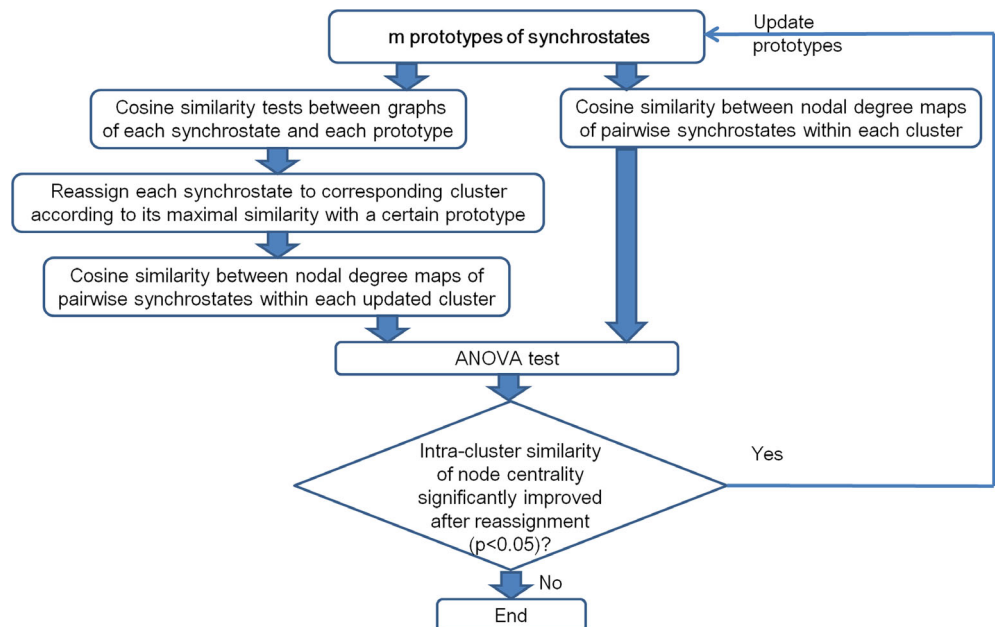 m prototypes of synchrostates
Update
prototypes
Cosine similarity tests between graphs
of each synchrostate and each prototype
Cosine similarity between nodal degree maps
of pairwise synchrostates within each cluster
Reassign each synchrostate to corresponding cluster
according to its maximal similarity with a certain prototype
Cosine similarity between nodal degree maps of
pairwise synchrostates within each updated cluster
ANOVA test
Intra-cluster similarity
of node centrality
significantly improved
after reassignment
(p<0.05)?
Yes
No
End